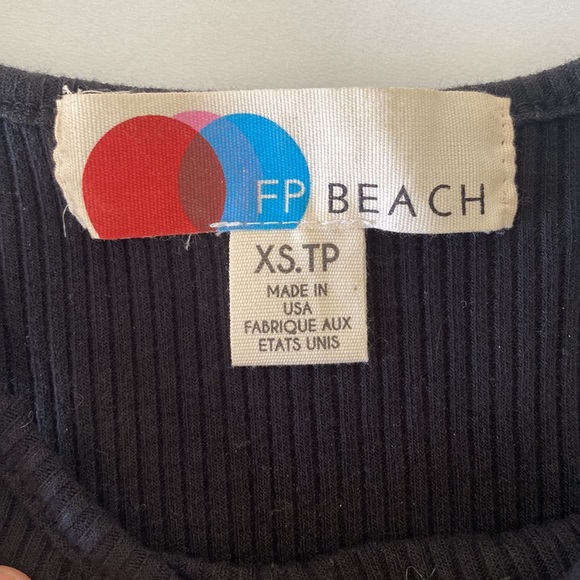 FP BEACH
XS.TP
MADE IN
USA
FABRIQUE AUX
ETATS UNIS